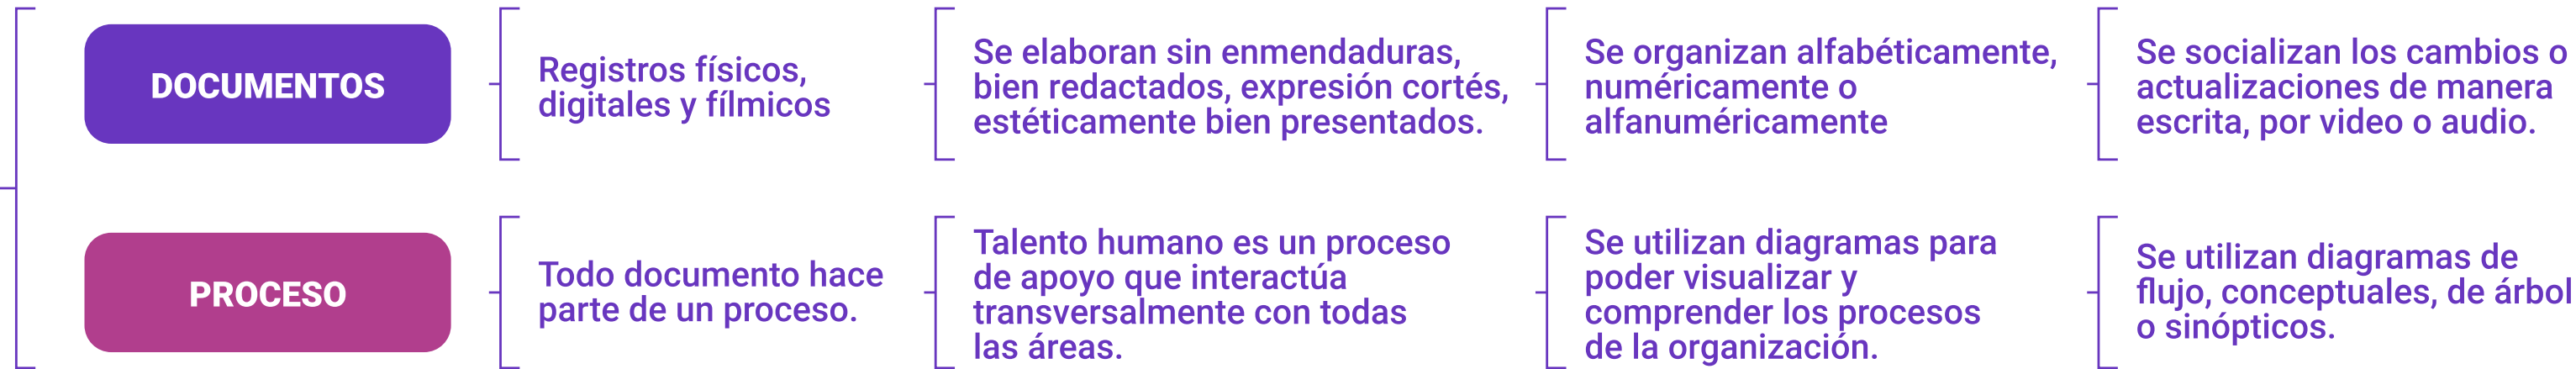 DOCUMENTOS
Registros físicos,
digitales y fílmicos
Se elaboran sin enmendaduras,
bien redactados, expresión cortés,
estéticamente bien presentados.
Se organizan alfabéticamente,
numéricamente o
alfanuméricamente
Se socializan los cambios o
actualizaciones de manera
escrita, por video o audio.
PROCESO
Todo documento hace
parte de un proceso.
Talento humano es un proceso
de apoyo que interactúa
transversalmente con todas
las áreas.
Se utilizan diagramas para
poder visualizar y
comprender los procesos
de la organización.
Se utilizan diagramas de
flujo, conceptuales, de árbol
o sinópticos.